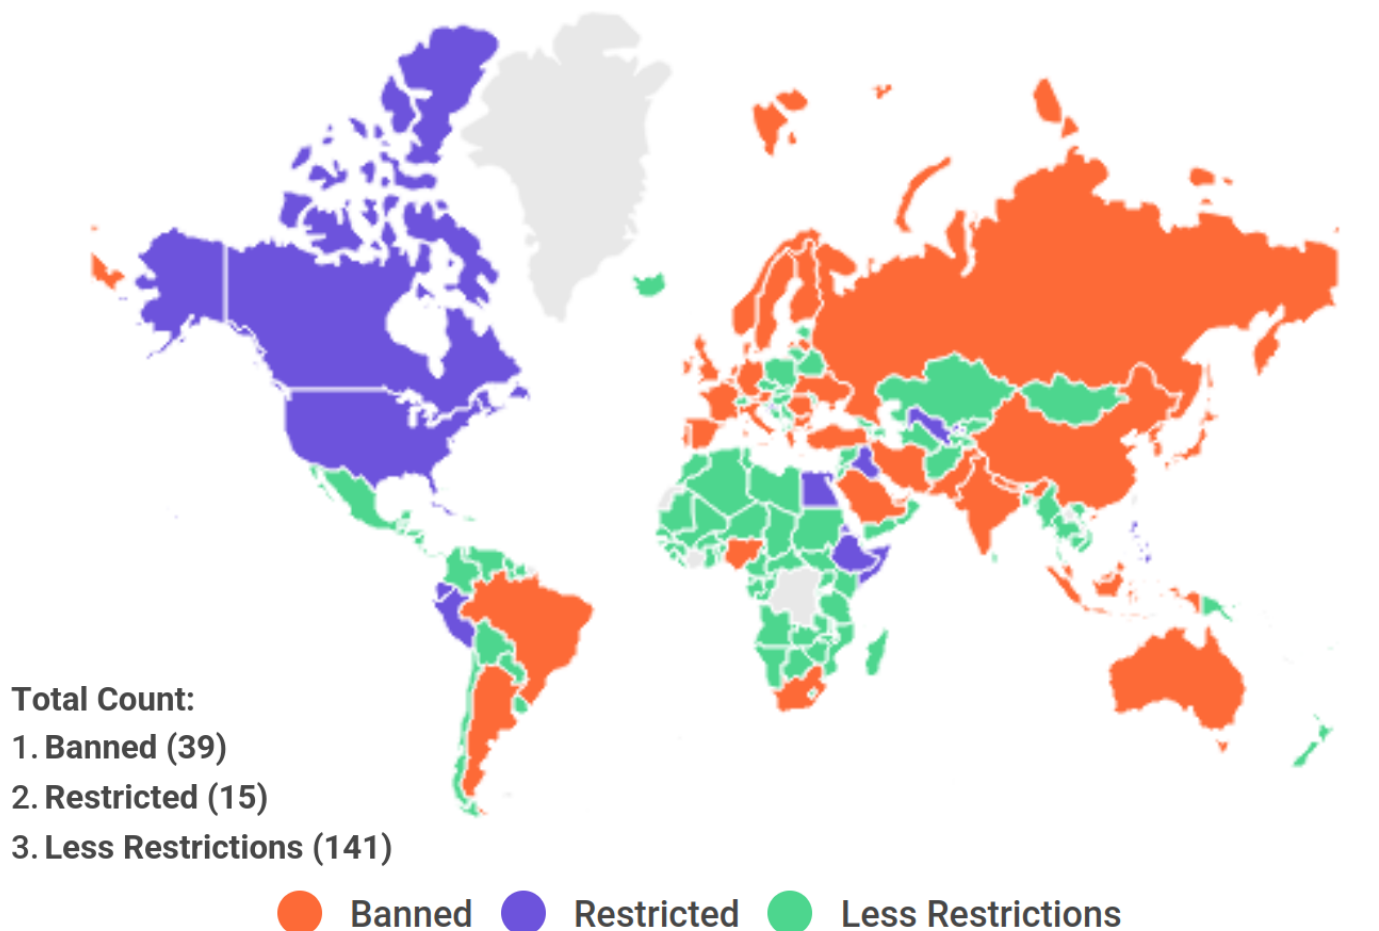 Total Count:
1. Banned (39)
2. Restricted (15)
3. Less Restrictions (141)
Banned Restricted Less Restrictions